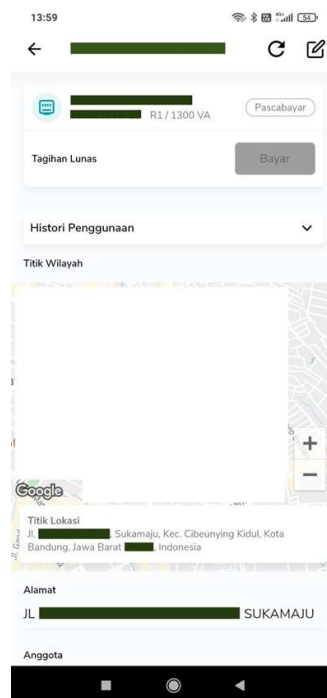 13:59
54
R1 / 1300 VA
Pascabayar
Tagihan Lunas
Bayar
Histori Penggunaan
Titik Wilayah
+
−
Google
Titik Lokasi
Jl. , Sukamaju, Kec. Cibeunying Kidul, Kota
Bandung, Jawa Barat , Indonesia
Alamat
JL SUKAMAJU
Anggota